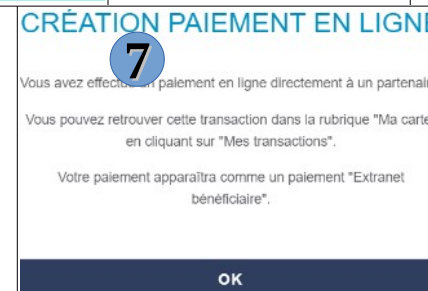 CRÉATION PAIEMENT EN LIGNE
7
Vous avez paiement en ligne directement à un
Vous pouvez retrouver cette transaction dans la rubrique "Ma carte
en cliquant sur "Mes transactions".
Votre paiement apparaîtra comme un paiement "Extranet
bénéficiaire".
OK